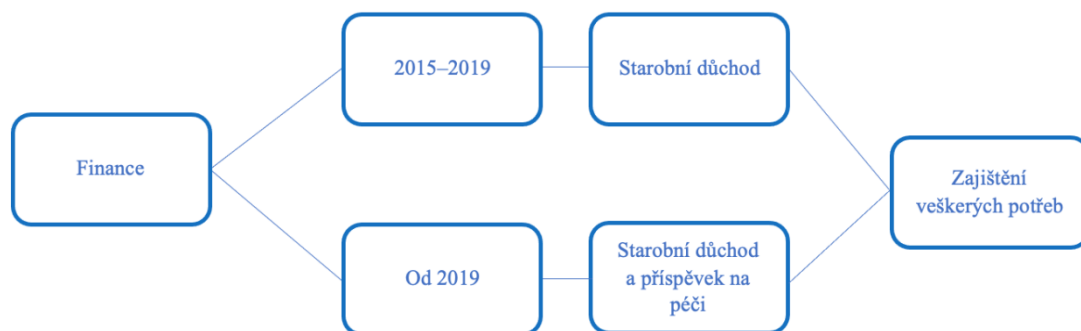 Finance
2015–2019
Starobní důchod
Od 2019
Starobní důchod
a příspěvek na
péči
Zajištění
veškerých potřeb